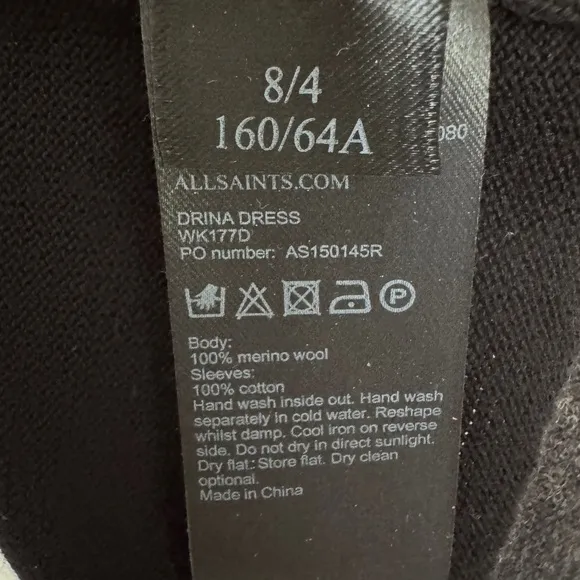 8/4
160/64A
080
ALLSAINTS.COM
DRINA DRESS
WK177D
PO number: AS150145R
P
Body:
100% merino wool
Sleeves:
100% cotton
Hand wash inside out. Hand wash
separately in cold water. Reshape
whilst damp. Cool iron on reverse
side. Do not dry in direct sunlight.
Dry flat. Store flat. Dry clean
optional.
Made in China